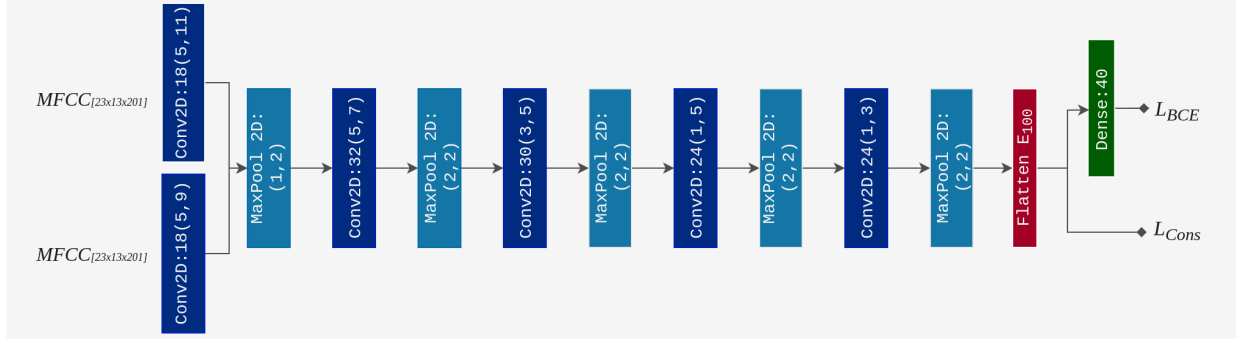 MFCC[23x13x201]
Conv2D:18(5,11)
MFCC[23x13x201]
Conv2D:18(5,9)
MaxPool 2D:
(1,2)
Conv2D:32(5,7)
MaxPool 2D:
(2,2)
Conv2D:30(3,5)
MaxPool 2D:
(2,2)
Conv2D:24(1,5)
MaxPool 2D:
(2,2)
Conv2D:24(1,3)
MaxPool 2D:
(2,2)
Flatten E100
Dense:40
LBCE
LCons